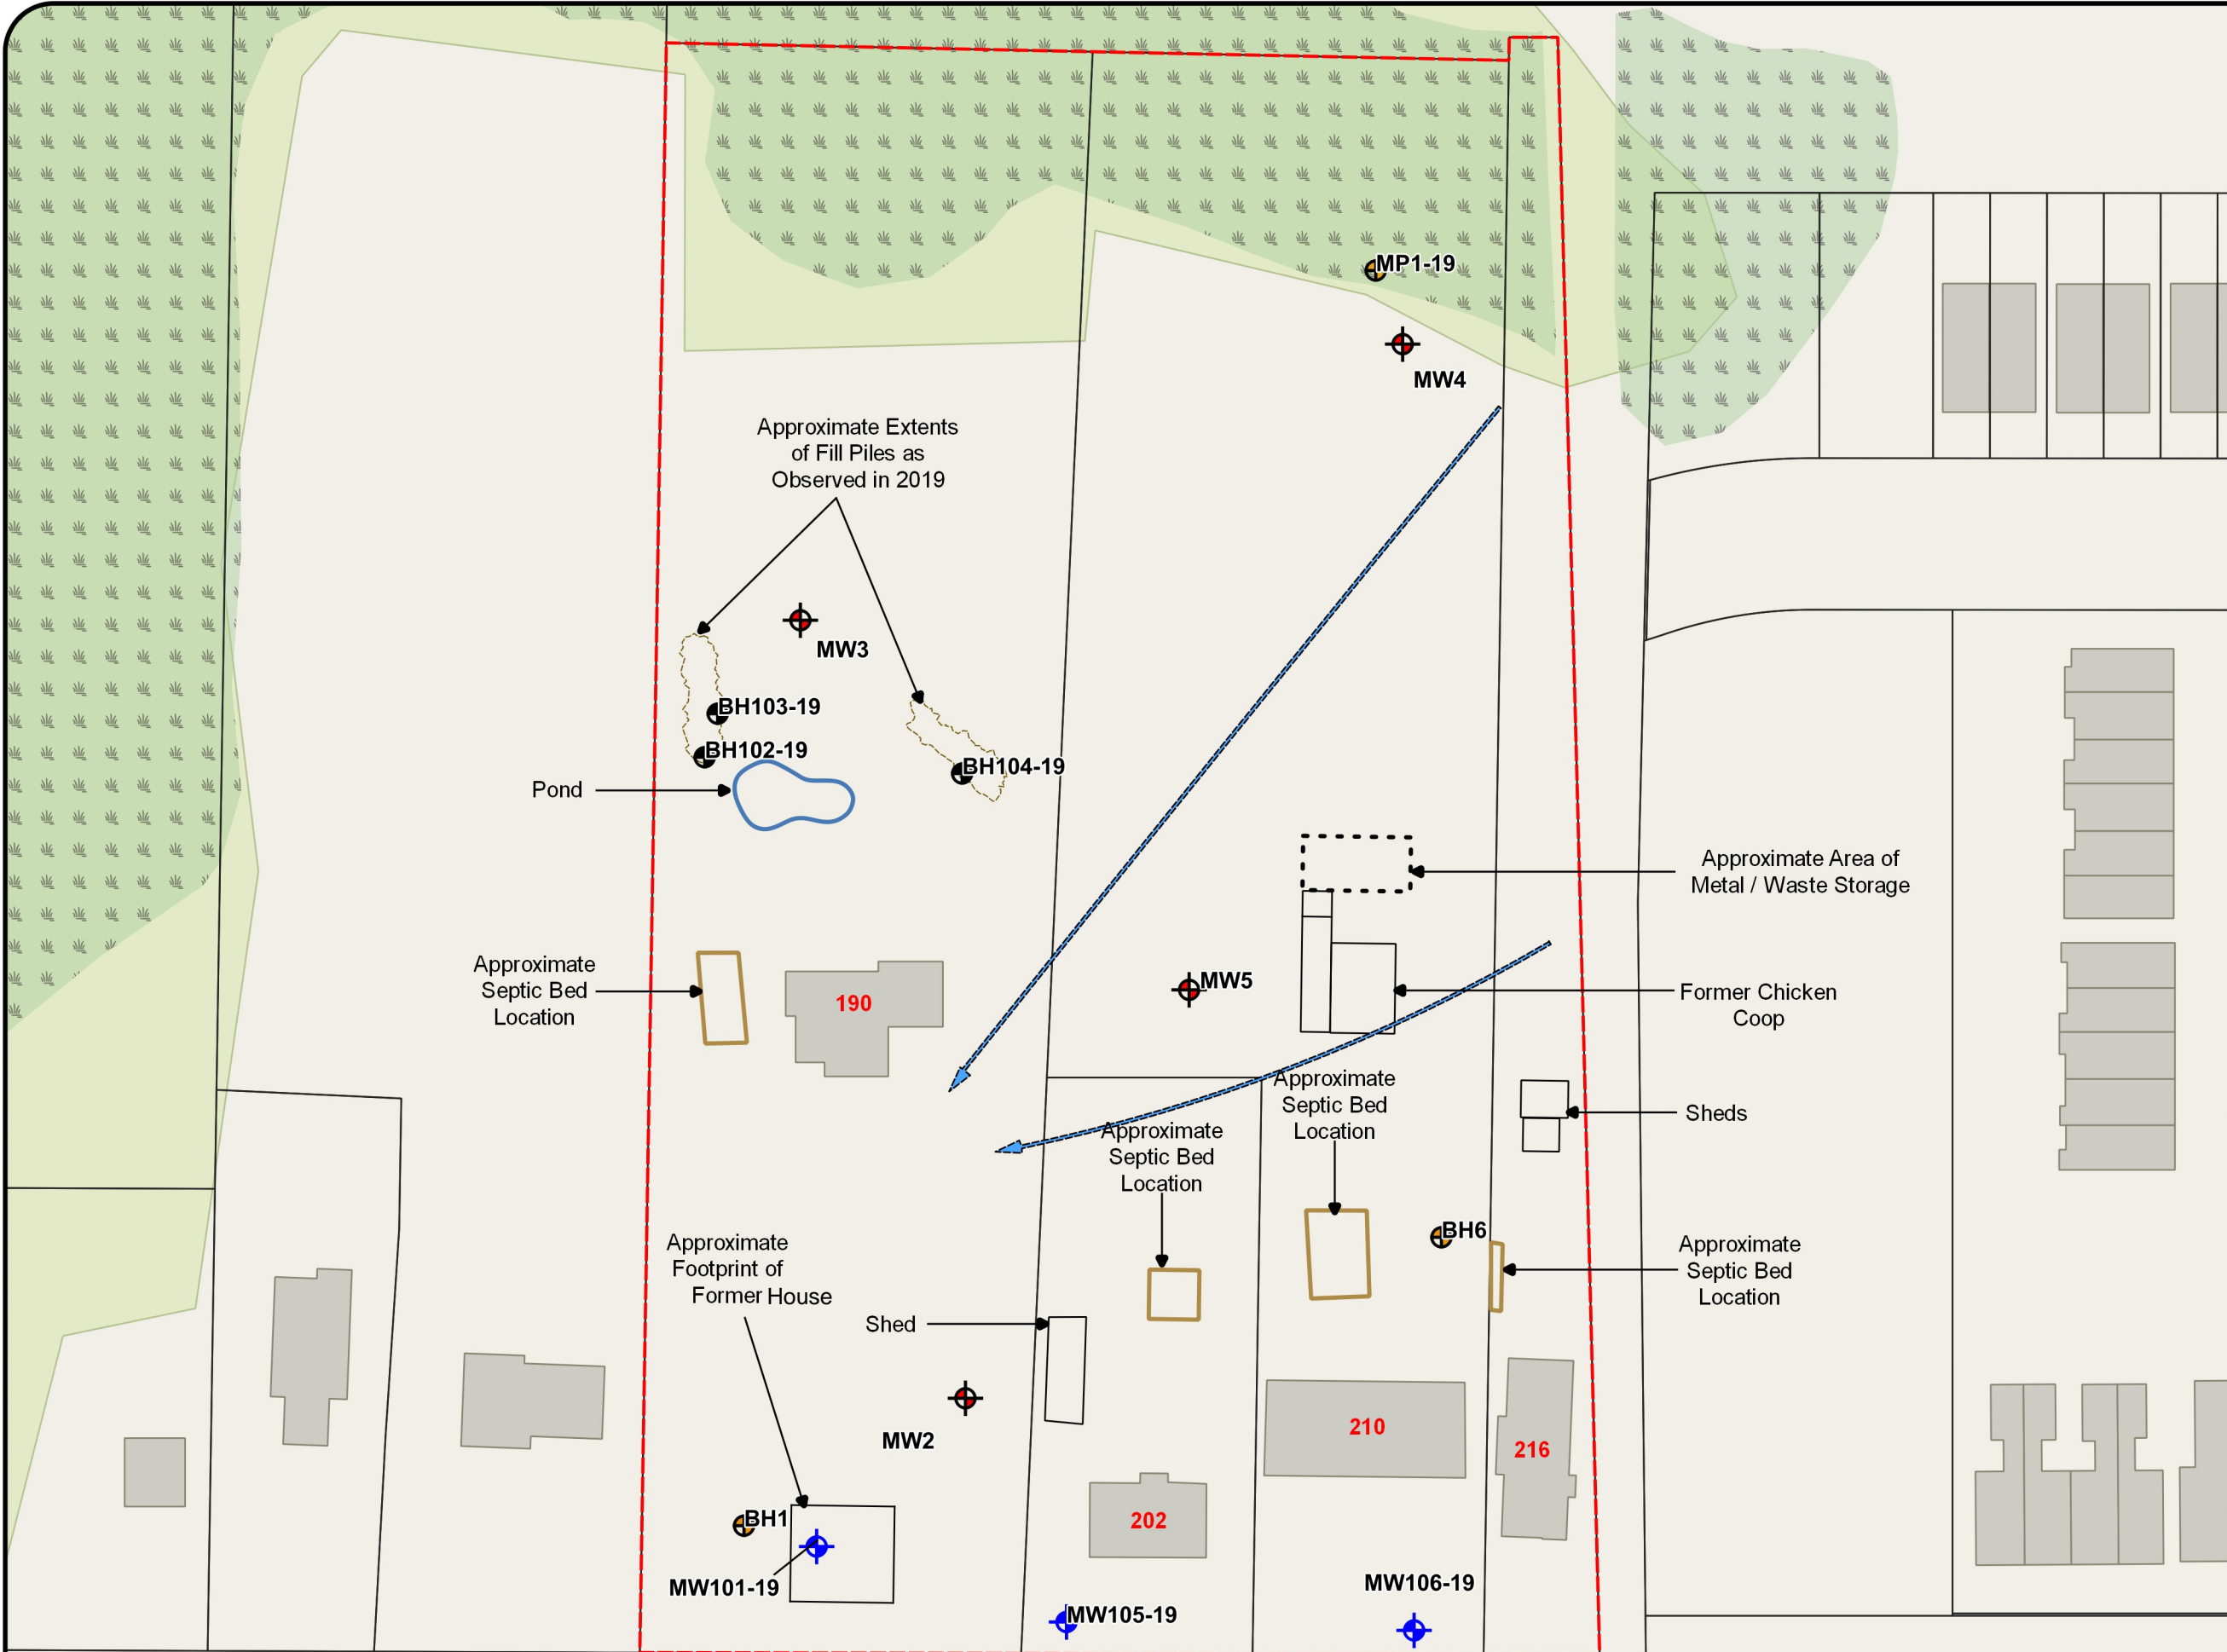 MP1-19
MW4
Approximate Extents
of Fill Piles as
Observed in 2019
MW3
BH103-19
BH102-19
BH104-19
Pond
Approximate Area of
Metal / Waste Storage
Approximate
Septic Bed
Location
190
MW5
Former Chicken
Coop
Approximate
Septic Bed
Location
Approximate
Septic Bed
Location
Sheds
Approximate
Footprint of
Former House
BH6
Approximate
Septic Bed
Location
Shed
MW2
210
216
BH1
202
MW101-19
MW106-19
MW105-19